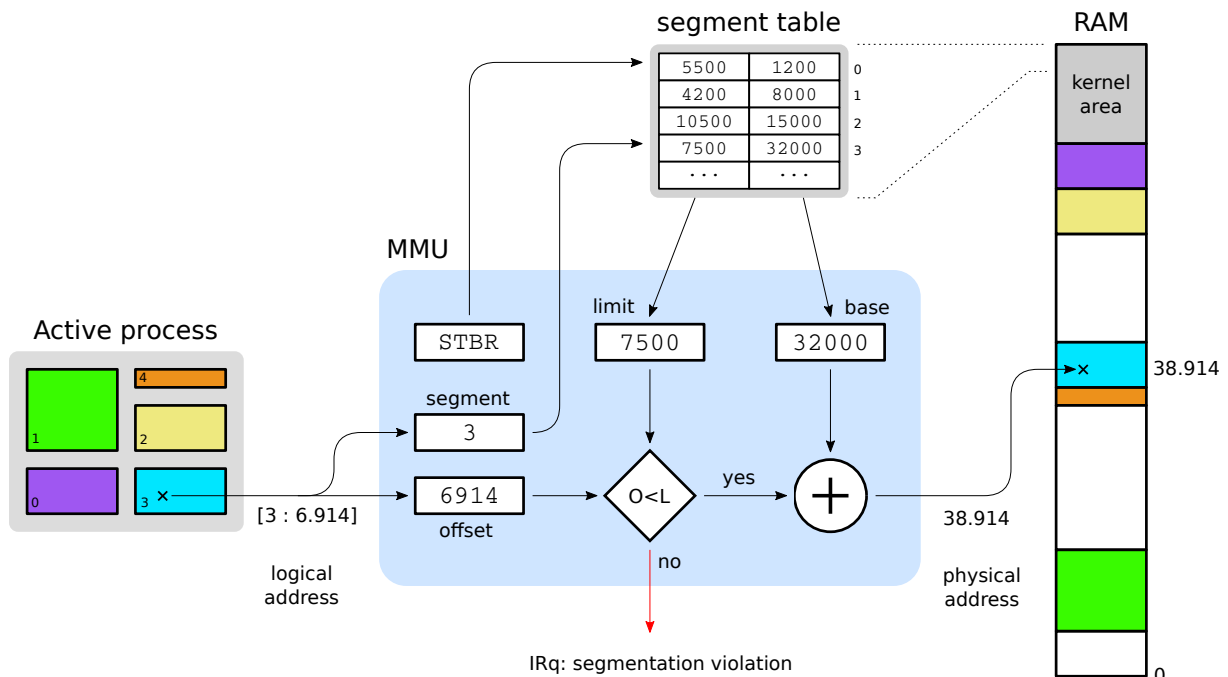 segment table
RAM
5500 1200 0
4200 8000 1
10500 15000 2
7500 32000 3
... ...
kernel
area
MMU
limit
base
STBR
7500
32000
Active process
4
1
2
0
3
segment
3
6914
offset
O<L
yes
no
[3 : 6.914]
logical
address
38.914
38.914
physical
address
IRq: segmentation violation
0